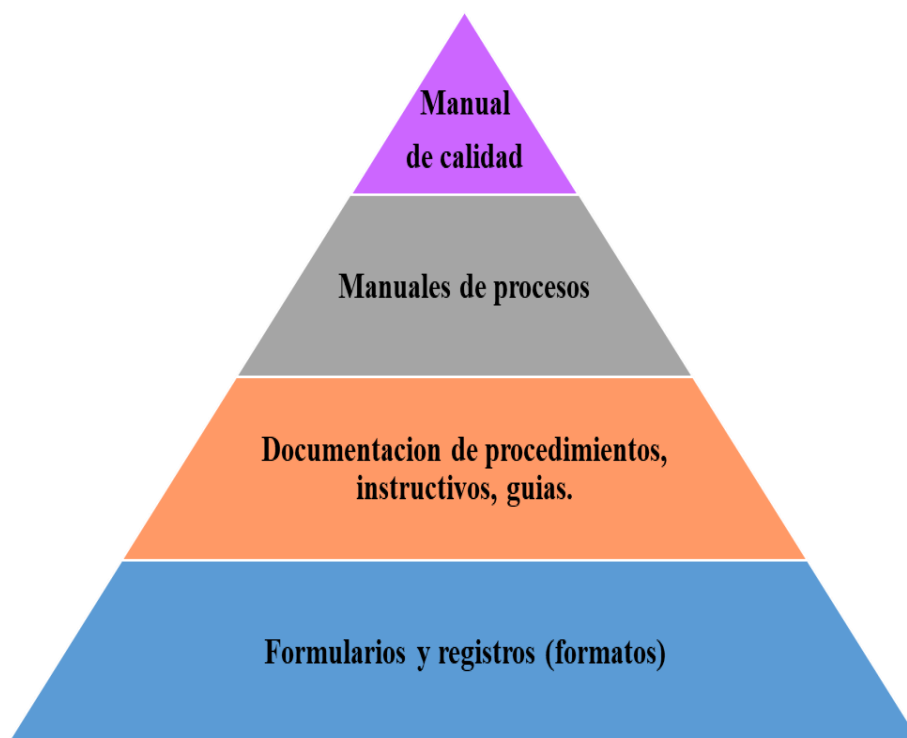 Manual
de calidad
Manuales de procesos
Documentacion de procedimientos,
instructivos, guias.
Formularios y registros (formatos)